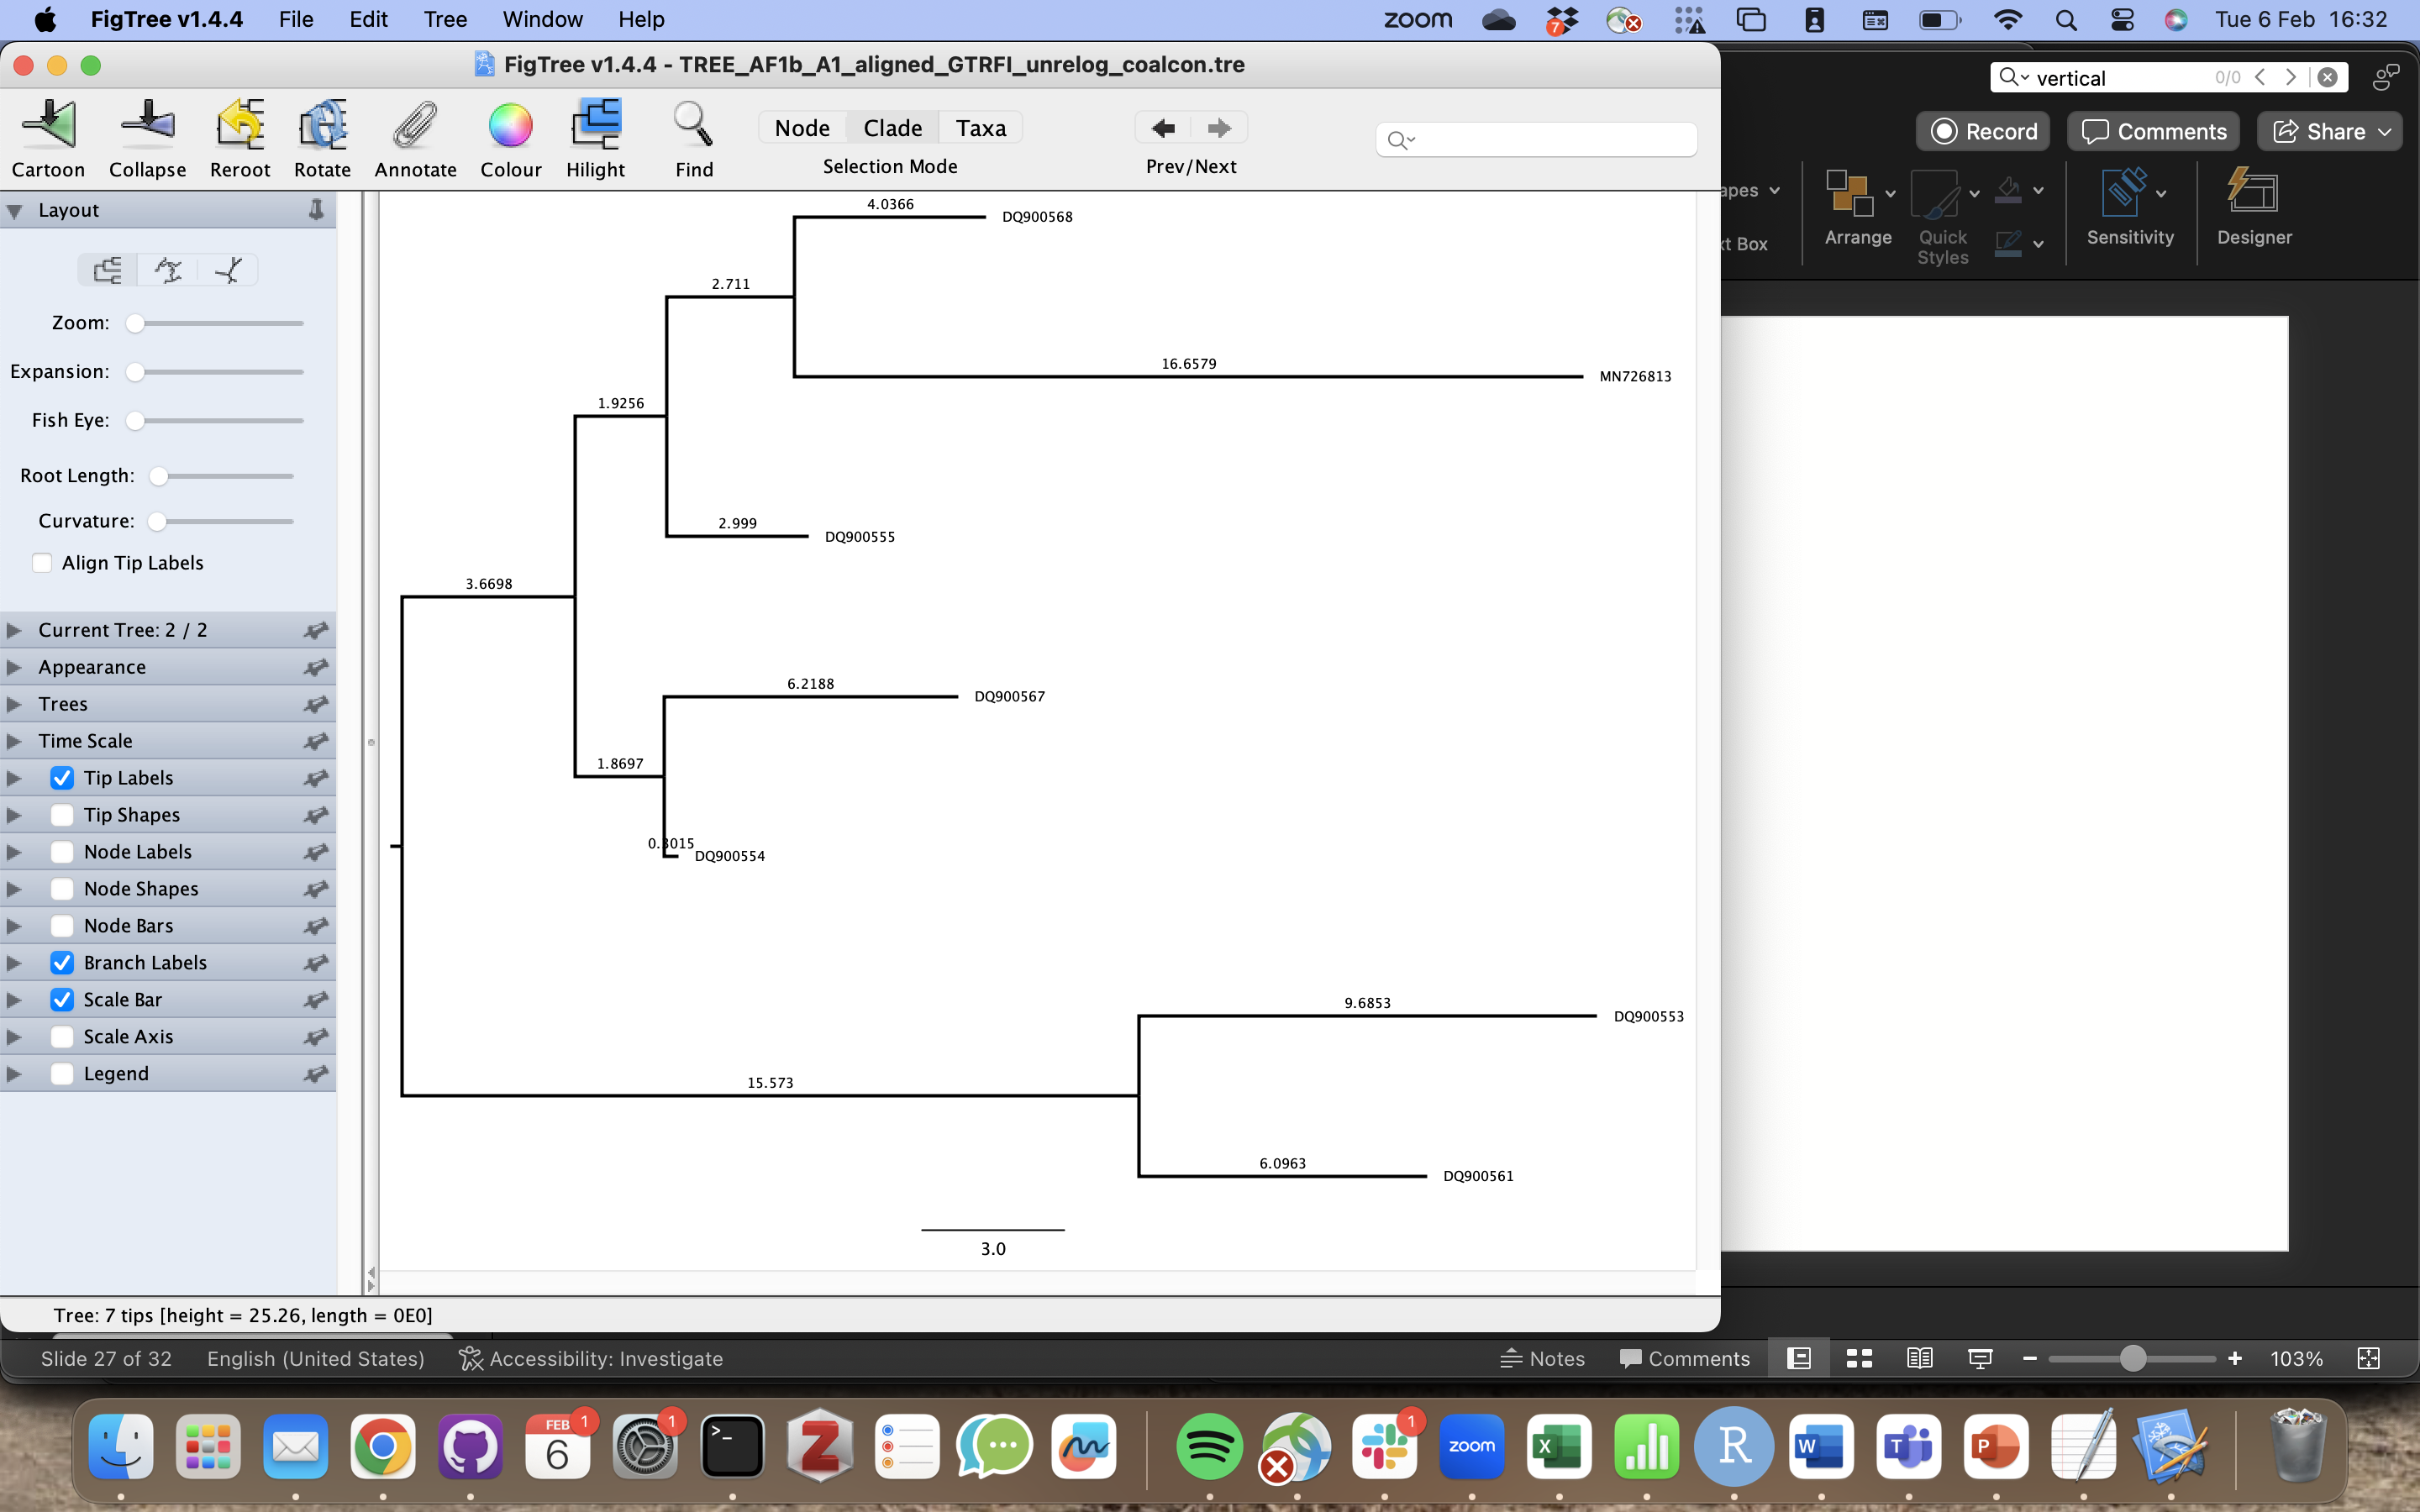 FigTree v1.4.4 File Edit Tree Window Help zoom 7 Tue 6 Feb 16:32
FigTree v1.4.4 - TREE_AF1b_A1_aligned_GTRFI_unrelog_coalcon.tre
vertical 0/0
Cartoon Collapse Reroot Rotate Annotate Colour Hilight Find
Node Clade Taxa
Selection Mode
Prev/Next
Record Comments Share
apes
xt Box
Arrange Quick Styles Sensitivity Designer
Layout
Zoom:
Expansion:
Fish Eye:
Root Length:
Curvature:
Align Tip Labels
Current Tree: 2 / 2
Appearance
Trees
Time Scale
Tip Labels
Tip Shapes
Node Labels
Node Shapes
Node Bars
Branch Labels
Scale Bar
Scale Axis
Legend
4.0366
DQ900568
2.711
16.6579
MN726813
1.9256
2.999
DQ900555
3.6698
6.2188
DQ900567
1.8697
0.3015
DQ900554
9.6853
DQ900553
15.573
6.0963
DQ900561
3.0
Tree: 7 tips [height = 25.26, length = 0E0]
Slide 27 of 32 English (United States) Accessibility: Investigate Notes Comments 103%
FEB 1
6
1
>_
Z
1
zoom
X
R
W
T
P